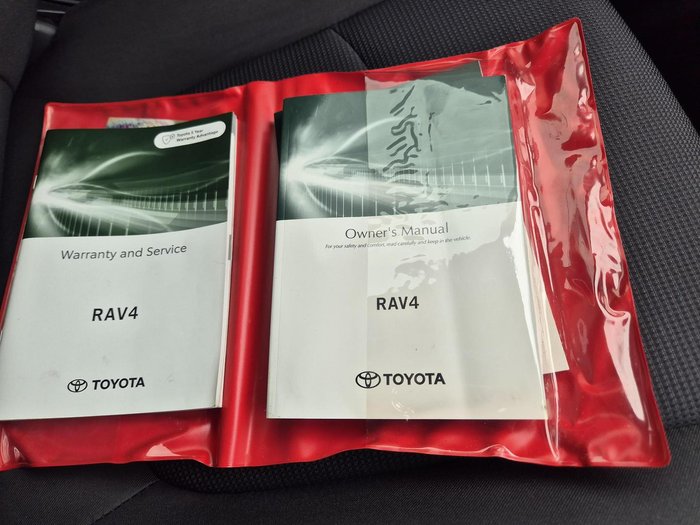 Toyota 5 Year
Warranty Advantage
Warranty and Service
RAV4
TOYOTA
Owner's Manual
For your safety and comfort, read carefully and keep in the vehicle.
RAV4
TOYOTA